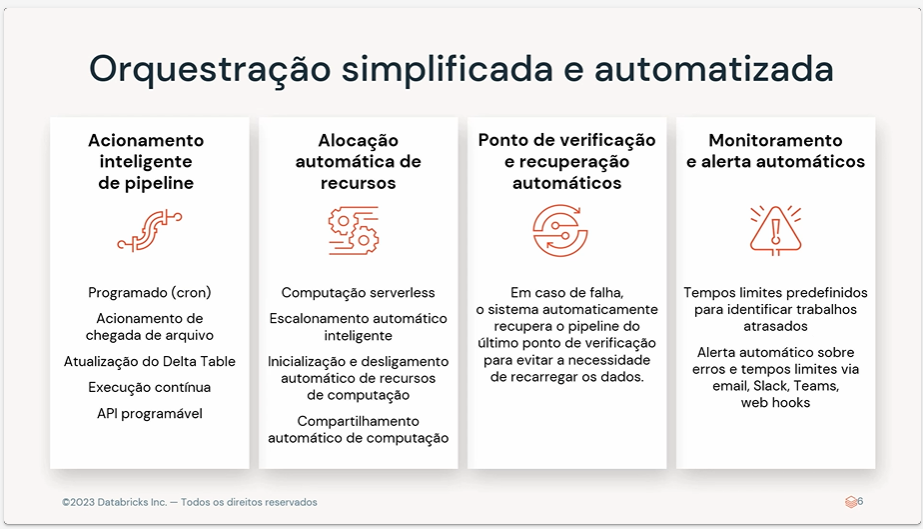 Orquestração simplificada e automatizada
Acionamento
inteligente
de pipeline
Programado (cron)
Acionamento de
chegada de arquivo
Atualização do Delta Table
Execução contínua
API programável
Alocação
automática de
recursos
Computação serverless
Escalonamento automático
inteligente
Inicialização e desligamento
automático de recursos
de computação
Compartilhamento
automático de computação
Ponto de verificação
e recuperação
automáticos
Em caso de falha,
o sistema automaticamente
recupera o pipeline do
último ponto de verificação
para evitar a necessidade
de recarregar os dados.
Monitoramento
e alerta automáticos
Tempos limites predefinidos
para identificar trabalhos
atrasados
Alerta automático sobre
erros e tempos limites via
email, Slack, Teams,
web hooks
©2023 Databricks Inc. — Todos os direitos reservados
6